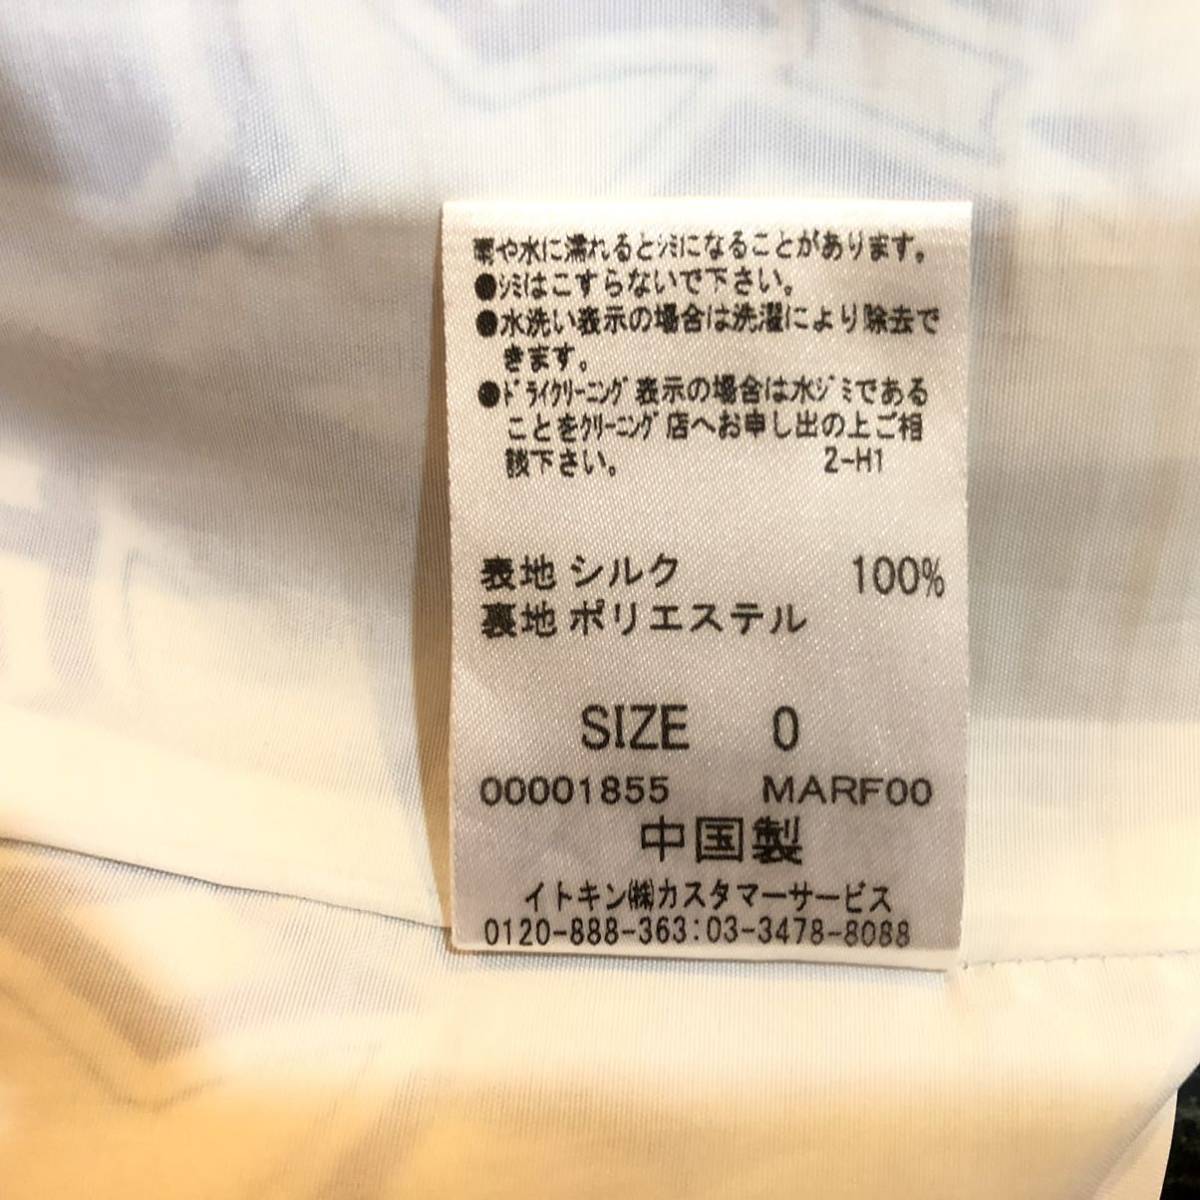 雨や水に濡れるとｼﾐになることがあります。
●ｼﾐはこすらないで下さい。
●水洗い表示の場合は洗濯により除去で
きます。
●ﾄﾞﾗｲｸﾘｰﾆﾝｸﾞ表示の場合は水ｼﾞﾐである
ことをｸﾘｰﾆﾝｸﾞ店へお申し出の上ご相
談下さい。 2-H1
表地 シルク 100%
裏地 ポリエステル
SIZE 0
00001855 MARF00
中国製
イトキン㈱カスタマーサービス
0120-888-363:03-3478-8088